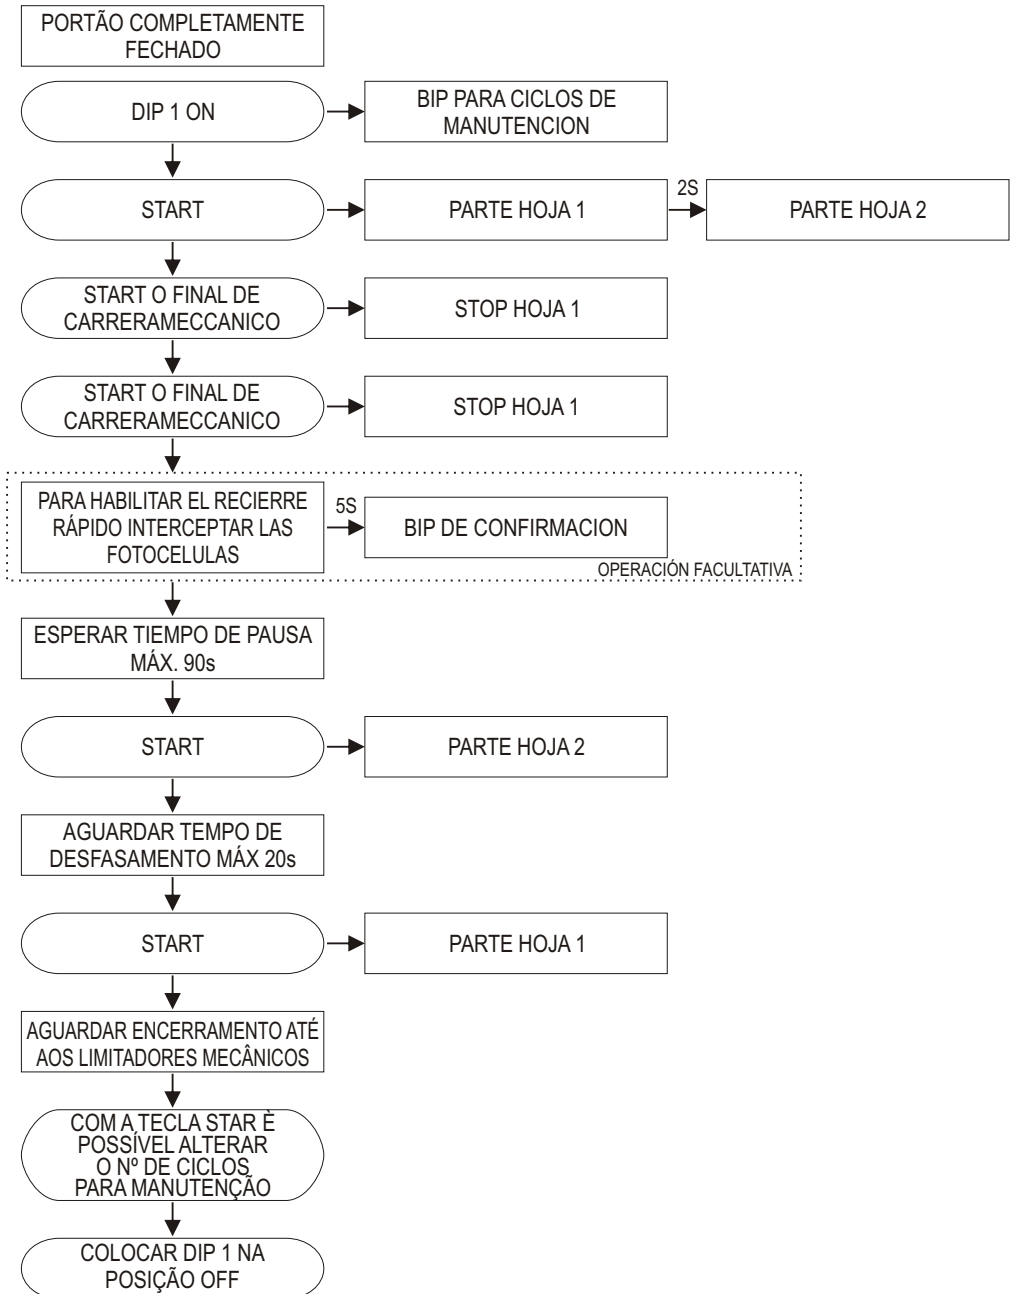 PORTÃO COMPLETAMENTE
FECHADO
DIP 1 ON
BIP PARA CICLOS DE
MANUTENCION
START
PARTE HOJA 1
2S
PARTE HOJA 2
START O FINAL DE
CARRERAMECCANICO
STOP HOJA 1
START O FINAL DE
CARRERAMECCANICO
STOP HOJA 1
PARA HABILITAR EL RECIERRE
RÁPIDO INTERCEPTAR LAS
FOTOCELULAS
5S
BIP DE CONFIRMACION
OPERACIÓN FACULTATIVA
ESPERAR TIEMPO DE PAUSA
MÁX. 90s
START
PARTE HOJA 2
AGUARDAR TEMPO DE
DESFASAMENTO MÁX 20s
START
PARTE HOJA 1
AGUARDAR ENCERRAMENTO ATÉ
AOS LIMITADORES MECÂNICOS
COM A TECLA STAR È
POSSÍVEL ALTERAR
O Nº DE CICLOS
PARA MANUTENÇÃO
COLOCAR DIP 1 NA
POSIÇÃO OFF